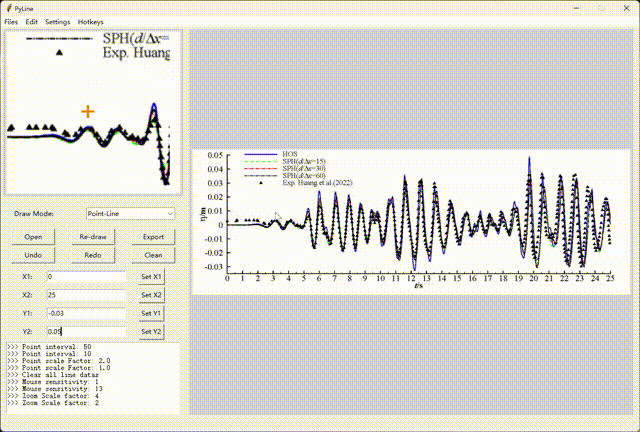 PyLine
Files Edit Settings Hotkeys
SPH(d/Δx=
Exp. Huang
Draw Mode: Point-Line
Open Re-draw Export
Undo Redo Clean
X1: 0 Set X1
X2: 25 Set X2
Y1: -0.03 Set Y1
Y2: 0.05 Set Y2
>>> Point interval: 50
>>> Point interval: 10
>>> Point scale Factor: 2.0
>>> Point scale Factor: 1.0
>>> Clear all line datas
>>> Mouse sensitivity: 1
>>> Mouse sensitivity: 13
>>> Zoom Scale factor: 4
>>> Zoom Scale factor: 2
HOS
SPH(d/Δx=15)
SPH(d/Δx=30)
SPH(d/Δx=60)
Exp. Huang et al.(2022)
0.05
0.04
0.03
0.02
0.01
0
-0.01
-0.02
-0.03
η/m
0 1 2 3 4 5 6 7 8 9 10 11 12 13 14 15 16 17 18 19 20 21 22 23 24 25
t/s